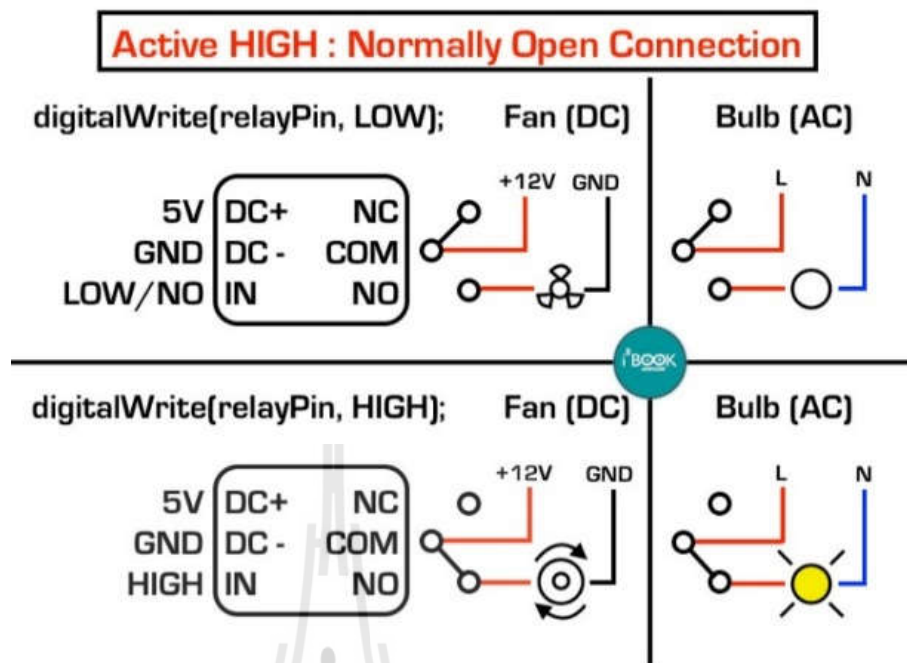 Active HIGH : Normally Open Connection
digitalWrite(relayPin, LOW); Fan (DC) Bulb (AC)
+12V GND L N
5V DC+ NC
GND DC - COM
LOW/NO IN NO
i²BOOK
digitalWrite(relayPin, HIGH); Fan (DC) Bulb (AC)
+12V GND L N
5V DC+ NC
GND DC - COM
HIGH IN NO